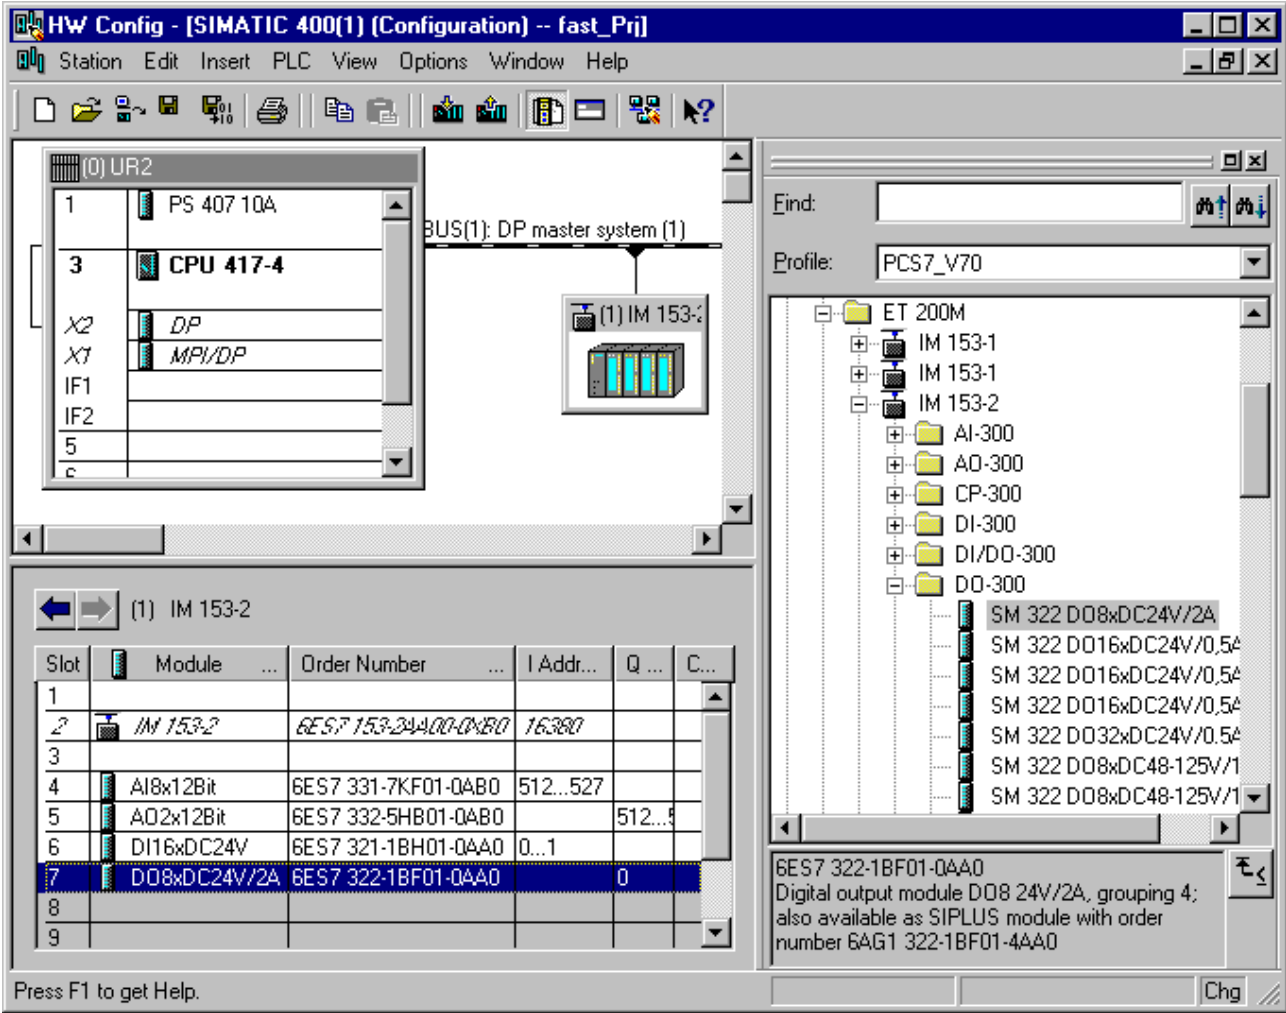 HW Config - [SIMATIC 400(1) (Configuration) -- fast_Prj]
Station Edit Insert PLC View Options Window Help
(0) UR2
1 PS 407 10A
3 CPU 417-4
X2 DP
X1 MPI/DP
IF1
IF2
5
BUS(1): DP master system (1)
(1) IM 153-2
(1) IM 153-2
Slot Module ... Order Number ... I Addr... Q ... C...
1
2 IM 153-2 6ES7 153-2AA00-0XB0 16380
3
4 AI8x12Bit 6ES7 331-7KF01-0AB0 512...527
5 AO2x12Bit 6ES7 332-5HB01-0AB0 512...5
6 DI16xDC24V 6ES7 321-1BH01-0AA0 0...1
7 DO8xDC24V/2A 6ES7 322-1BF01-0AA0 0
8
9
Find:
Profile: PCS7_V70
ET 200M
IM 153-1
IM 153-1
IM 153-2
AI-300
AO-300
CP-300
DI-300
DI/DO-300
DO-300
SM 322 DO8xDC24V/2A
SM 322 DO16xDC24V/0,5A
SM 322 DO16xDC24V/0,5A
SM 322 DO16xDC24V/0,5A
SM 322 DO32xDC24V/0.5A
SM 322 DO8xDC48-125V/1
SM 322 DO8xDC48-125V/1
6ES7 322-1BF01-0AA0
Digital output module DO8 24V/2A, grouping 4;
also available as SIPLUS module with order
number 6AG1 322-1BF01-4AA0
Press F1 to get Help.
Chg